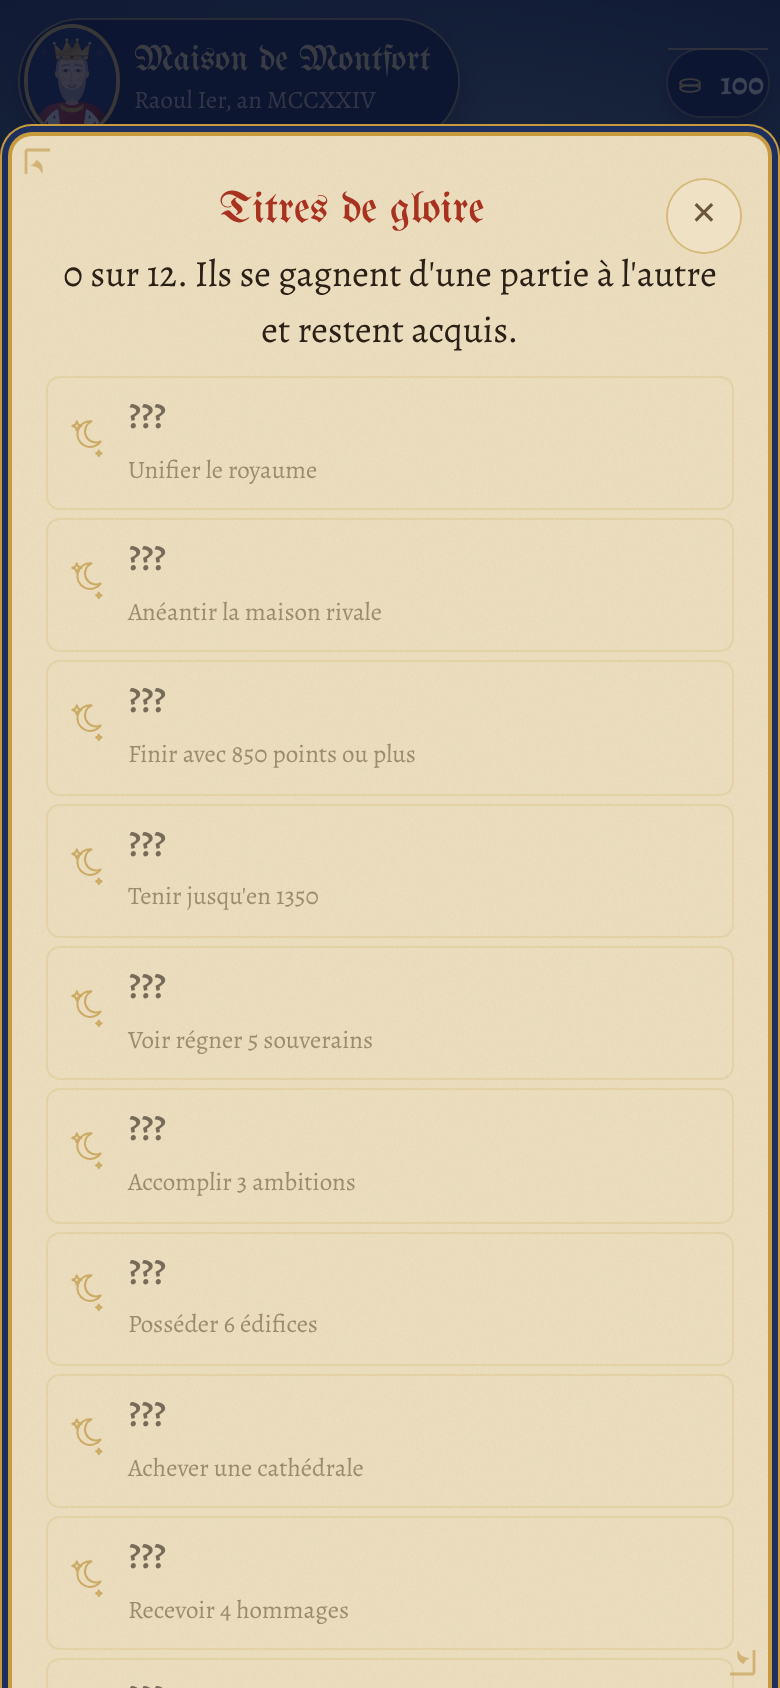 Maison de Montfort
Raoul Ier, an MCCXXIV
100
Titres de gloire
×
0 sur 12. Ils se gagnent d'une partie à l'autre
et restent acquis.
???
Unifier le royaume
???
Anéantir la maison rivale
???
Finir avec 850 points ou plus
???
Tenir jusqu'en 1350
???
Voir régner 5 souverains
???
Accomplir 3 ambitions
???
Posséder 6 édifices
???
Achever une cathédrale
???
Recevoir 4 hommages
???